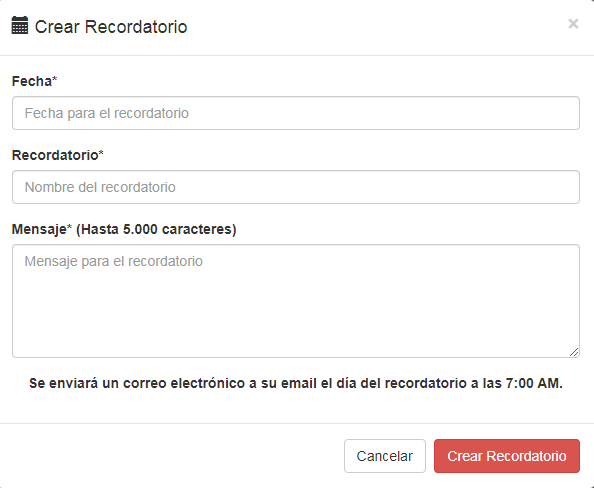 Crear Recordatorio
×
Fecha*
Fecha para el recordatorio
Recordatorio*
Nombre del recordatorio
Mensaje* (Hasta 5.000 caracteres)
Mensaje para el recordatorio
Se enviará un correo electrónico a su email el día del recordatorio a las 7:00 AM.
Cancelar
Crear Recordatorio